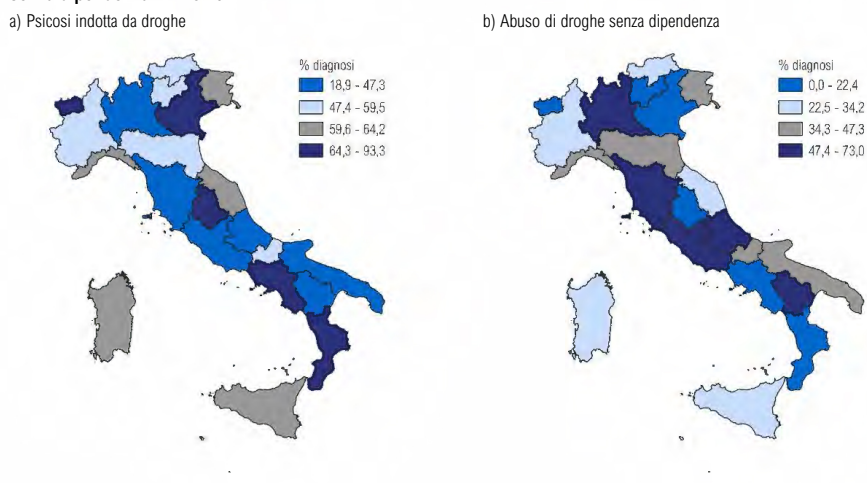 a) Psicosi indotta da droghe
% diagnosi
18,9 - 47,3
47,4 - 59,5
59,6 - 64,2
64,3 - 93,3
b) Abuso di droghe senza dipendenza
% diagnosi
0,0 - 22,4
22,5 - 34,2
34,3 - 47,3
47,4 - 73,0